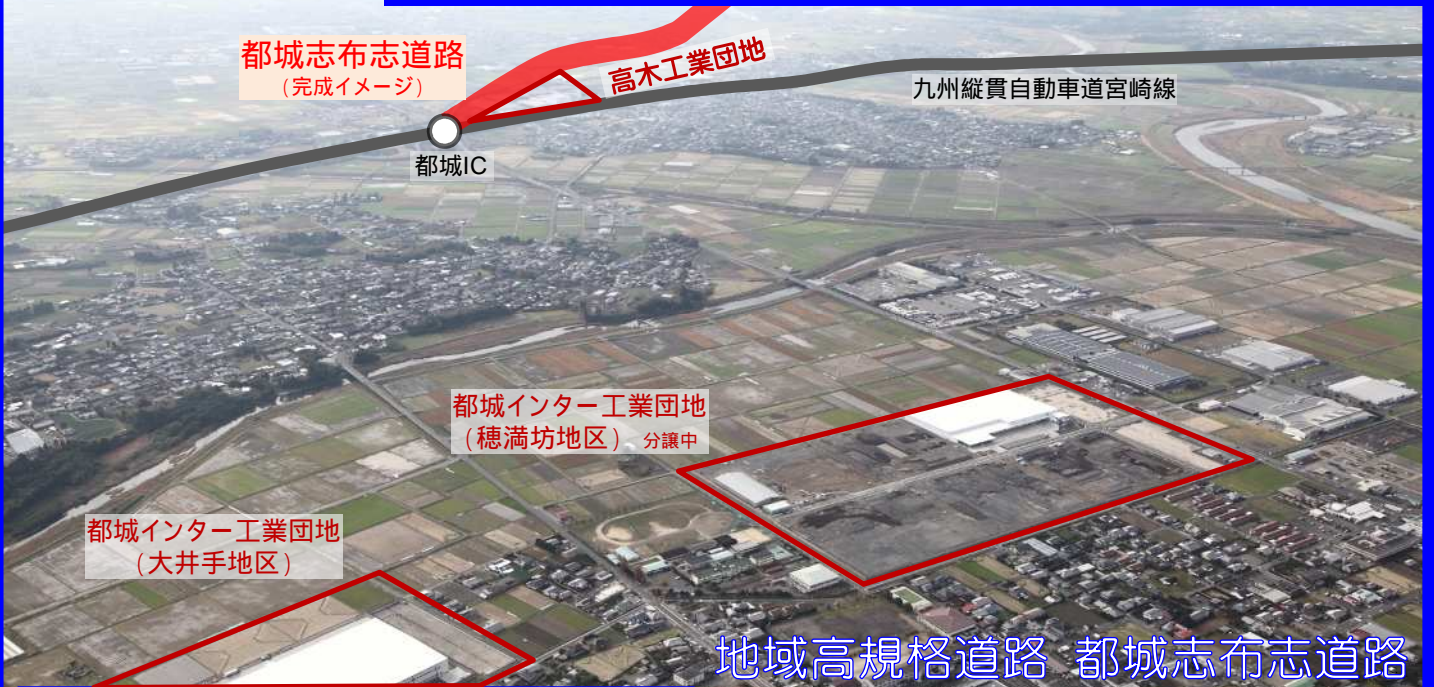 都城志布志道路
（完成イメージ）
高木工業団地
九州縦貫自動車道宮崎線
都城IC
都城インター工業団地
（穂満坊地区） 分譲中
都城インター工業団地
（大井手地区）
地域高規格道路 都城志布志道路